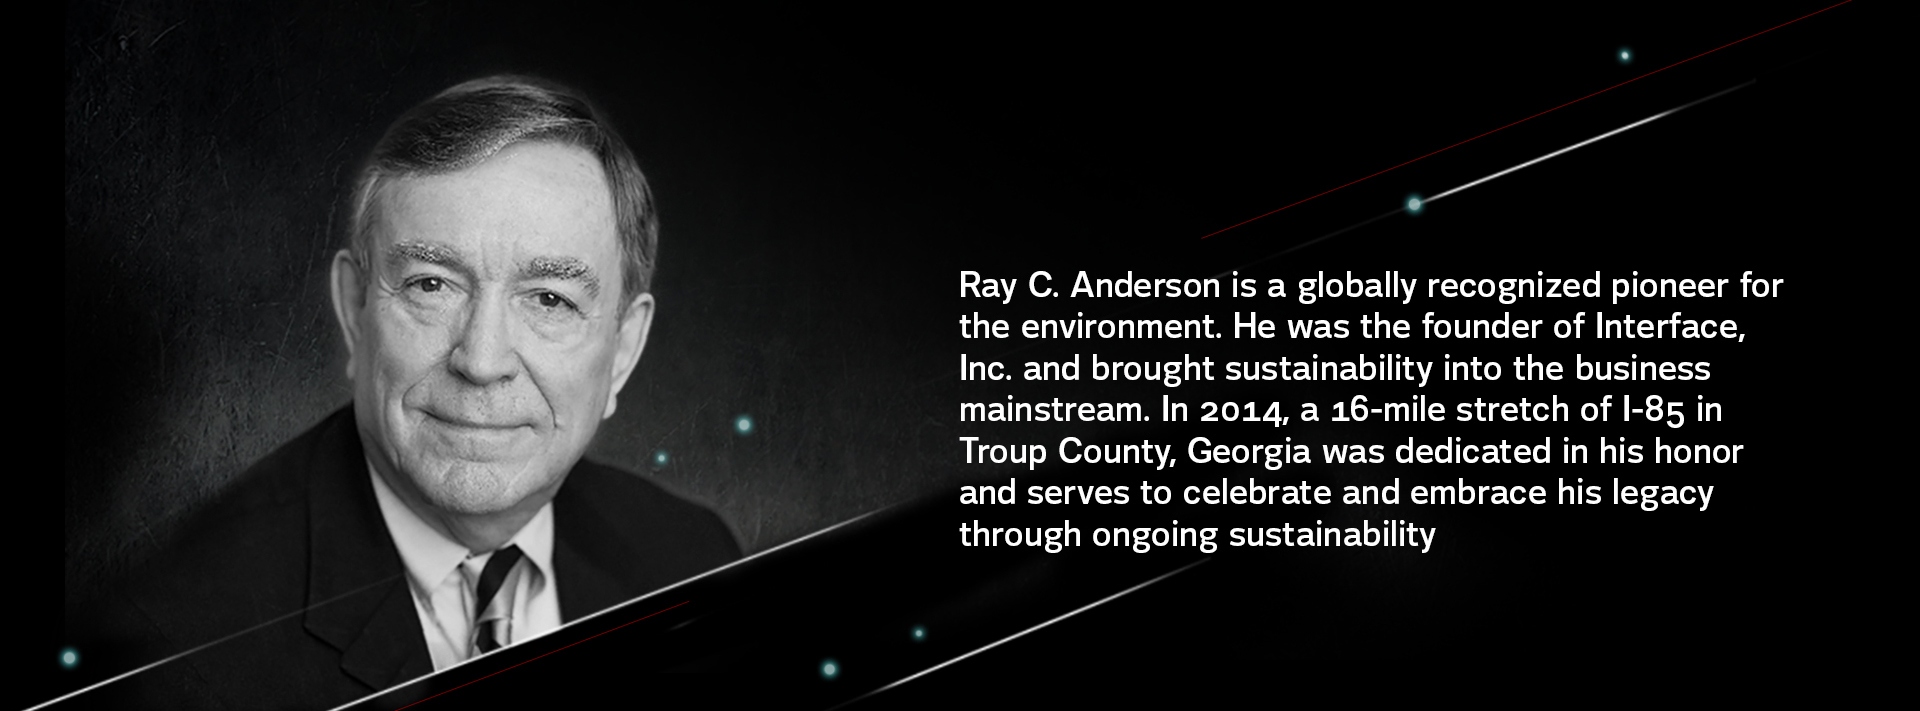 Ray C. Anderson is a globally recognized pioneer for
the environment. He was the founder of Interface,
Inc. and brought sustainability into the business
mainstream. In 2014, a 16-mile stretch of I-85 in
Troup County, Georgia was dedicated in his honor
and serves to celebrate and embrace his legacy
through ongoing sustainability